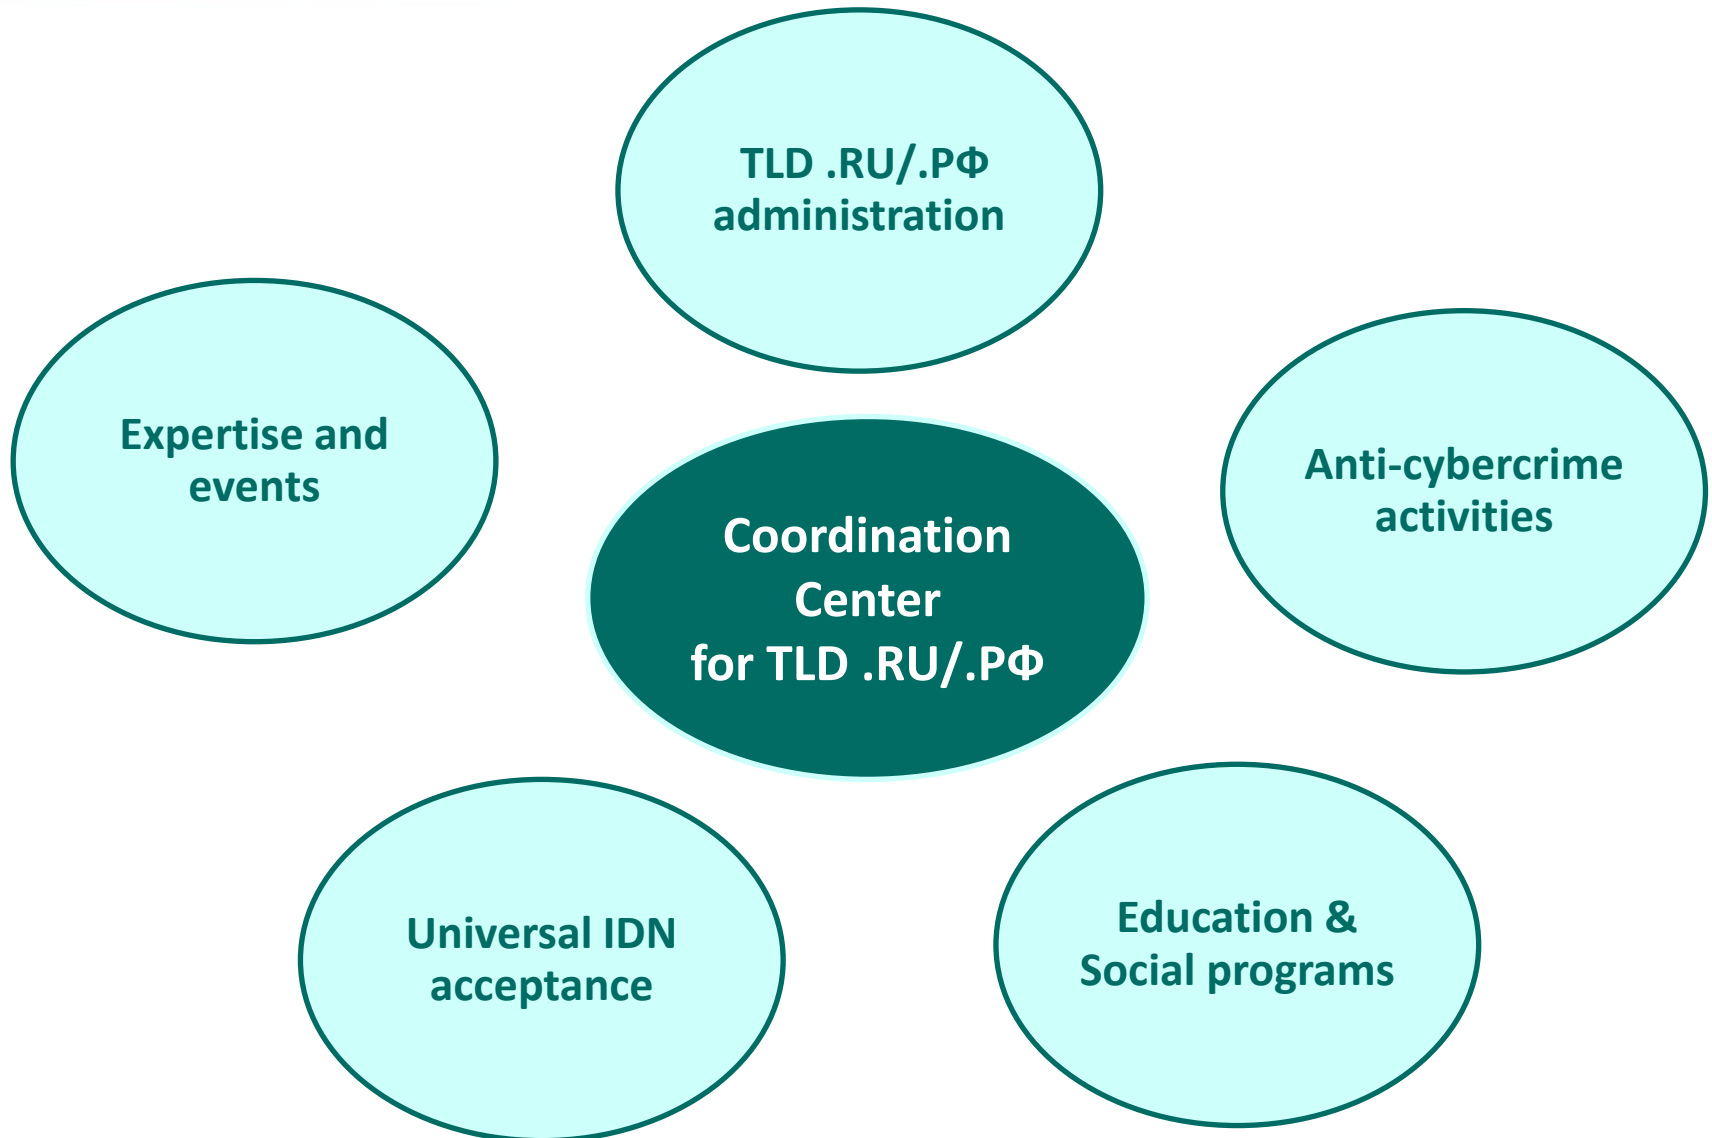 TLD .RU/.РФ
administration
Expertise and
events
Anti-cybercrime
activities
Coordination
Center
for TLD .RU/.РФ
Universal IDN
acceptance
Education &
Social programs